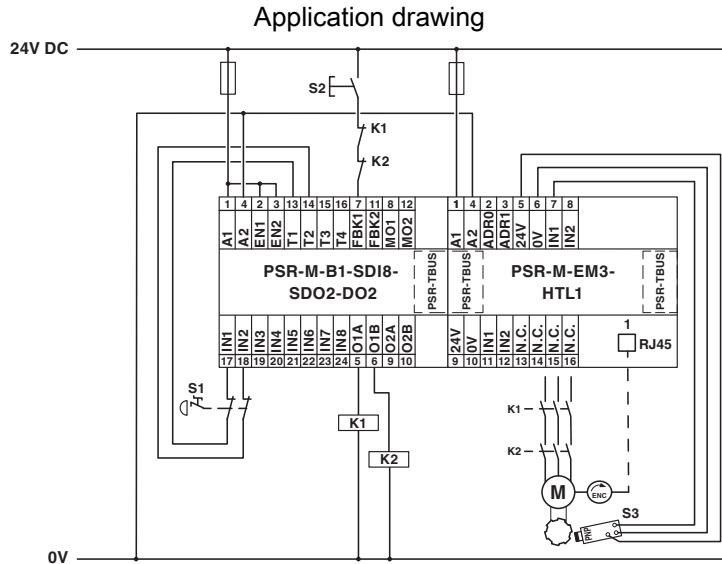 Application drawing
24V DC
S2
K1
K2
1 4 2 3 13 14 15 16 7 11 8 12
A1 A2 EN1 EN2 T1 T2 T3 T4 FBK1 FBK2 MO1 MO2
1 4 2 3 5 6 7 8
A1 A2 ADR0 ADR1 24V 0V IN1 IN2
PSR-M-B1-SDI8-
SDO2-DO2
PSR-TBUS
PSR-TBUS
PSR-M-EM3-
HTL1
PSR-TBUS
IN1 IN2 IN3 IN4 IN5 IN6 IN7 IN8 O1A O1B O2A O2B
17 18 19 20 21 22 23 24 5 6 9 10
24V 0V IN1 IN2 N.C. N.C. N.C. N.C.
9 10 11 12 13 14 15 16
1
RJ45
S1
K1
K2
K1
K2
M
ENC
PNP
S3
0V